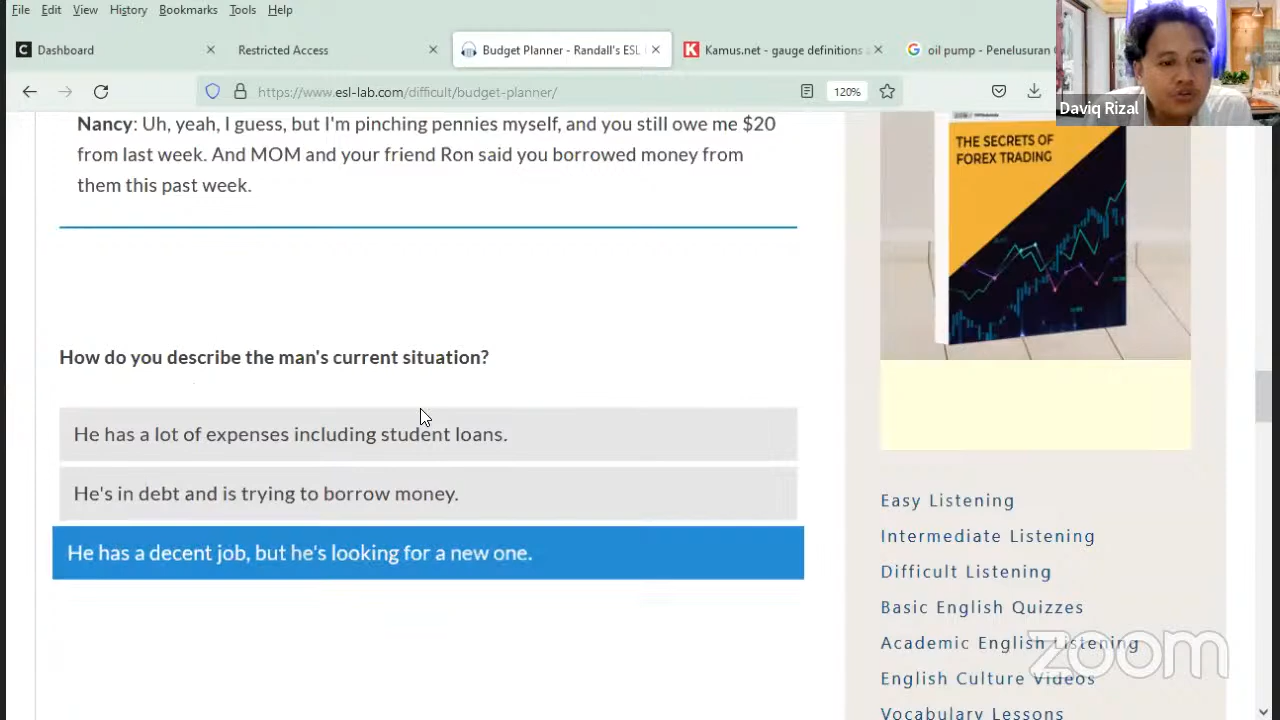 File Edit View History Bookmarks Tools Help
Dashboard
Restricted Access
Budget Planner - Randall's ESL
Kamus.net - gauge definitions
oil pump - Penelusuran
https://www.esl-lab.com/difficult/budget-planner/
120%
Daviq Rizal
Nancy: Uh, yeah, I guess, but I'm pinching pennies myself, and you still owe me $20
from last week. And MOM and your friend Ron said you borrowed money from
them this past week.
THE SECRETS OF
FOREX TRADING
How do you describe the man's current situation?
He has a lot of expenses including student loans.
He's in debt and is trying to borrow money.
He has a decent job, but he's looking for a new one.
Easy Listening
Intermediate Listening
Difficult Listening
Basic English Quizzes
Academic English Listening
English Culture Videos
Vocabulary Lessons
zoom